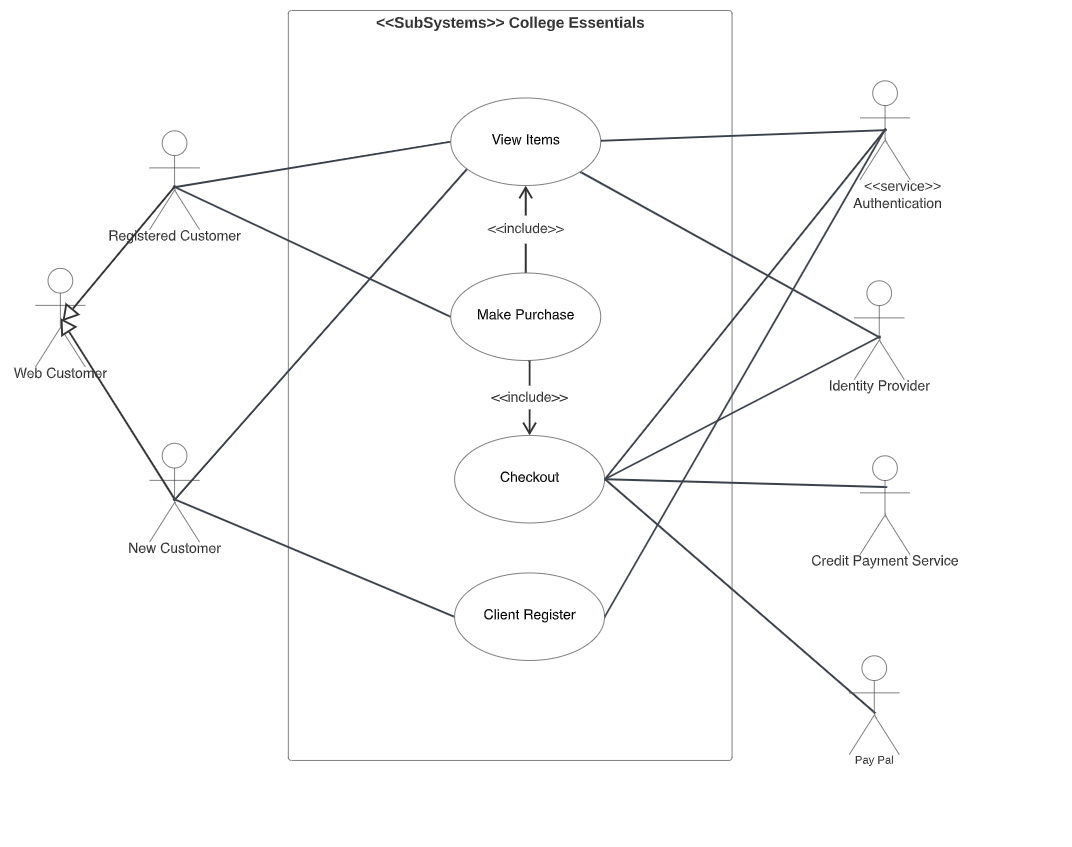 <<SubSystems>> College Essentials
View Items
<<service>>
Authentication
<<include>>
Registered Customer
Make Purchase
Web Customer
Identity Provider
<<include>>
Checkout
New Customer
Credit Payment Service
Client Register
Pay Pal